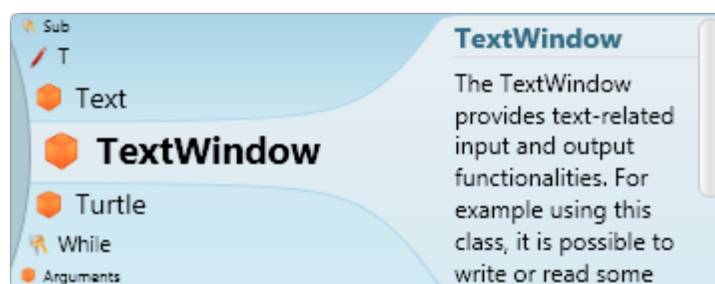 Sub
T
Text
TextWindow
Turtle
While
Arguments
TextWindow
The TextWindow
provides text-related
input and output
functionalities. For
example using this
class, it is possible to
write or read some